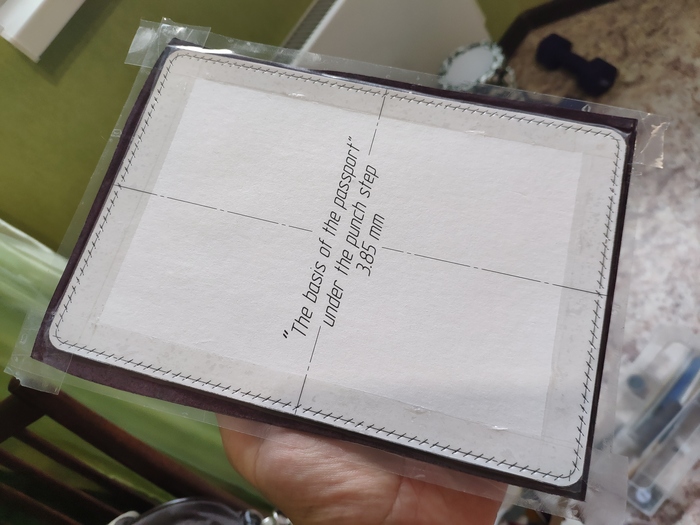 "The basis of the passport"
under the punch step
3.85 mm